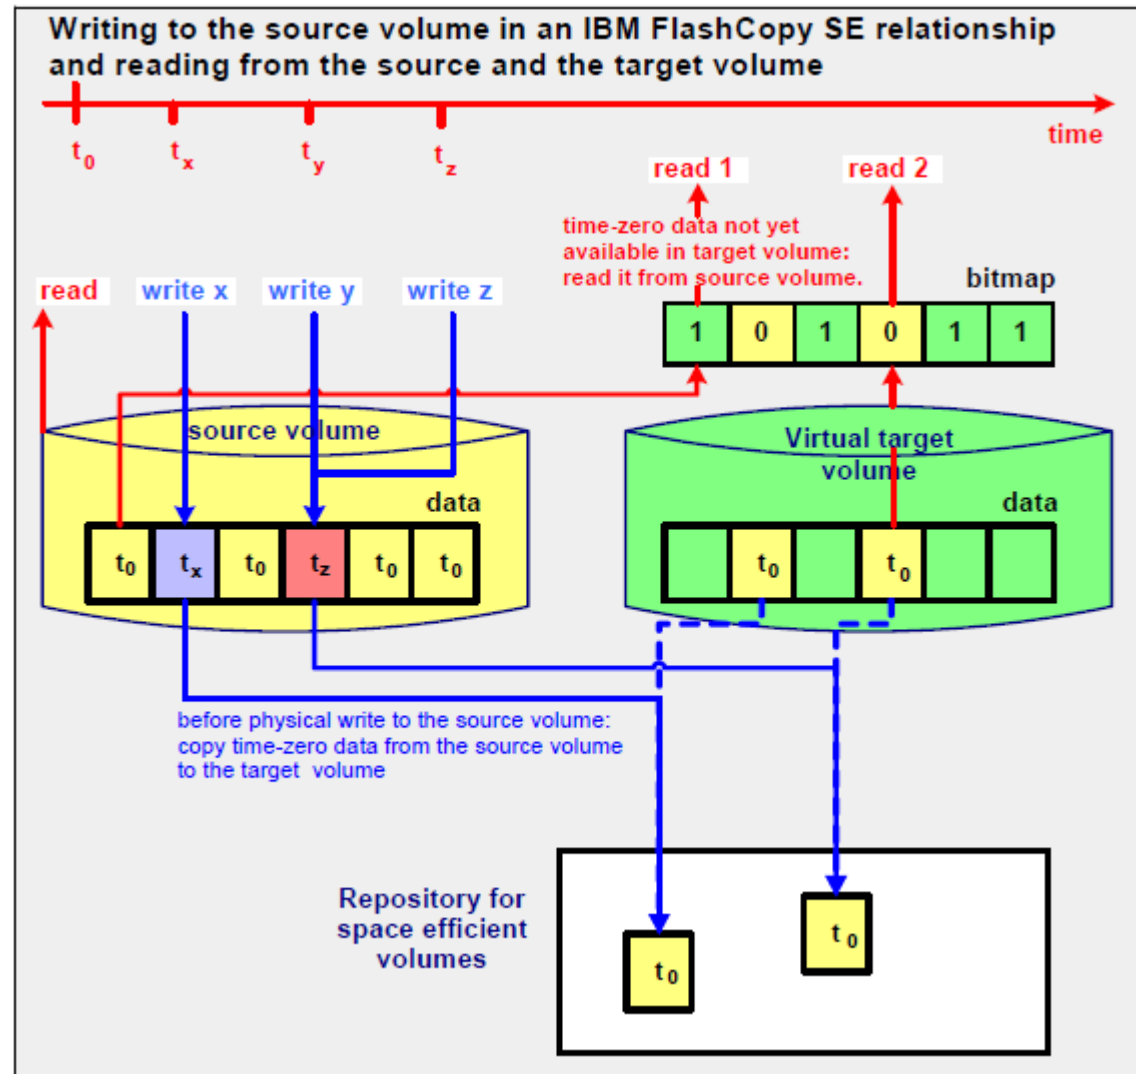 Writing to the source volume in an IBM FlashCopy SE relationship
and reading from the source and the target volume
time
t0 tx ty tz
read 1 read 2
time-zero data not yet
available in target volume:
read it from source volume.
bitmap
read write x write y write z
1 0 1 0 1 1
source volume
data
t0 tx t0 tz t0 t0
Virtual target
volume
data
t0 t0
before physical write to the source volume:
copy time-zero data from the source volume
to the target volume
Repository for
space efficient
volumes
t0
t0